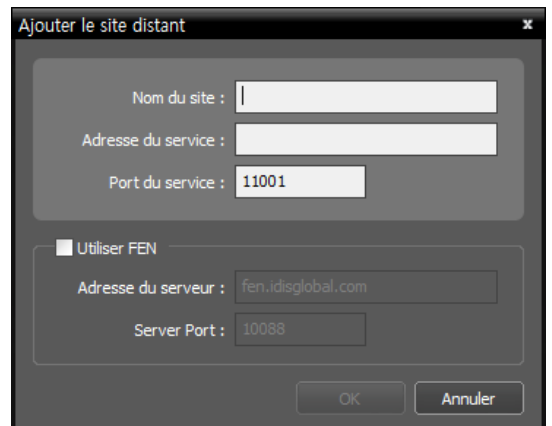 Ajouter le site distant x
Nom du site :
Adresse du service :
Port du service : 11001
Utiliser FEN
Adresse du serveur : fen.idisglobal.com
Server Port : 10088
OK Annuler